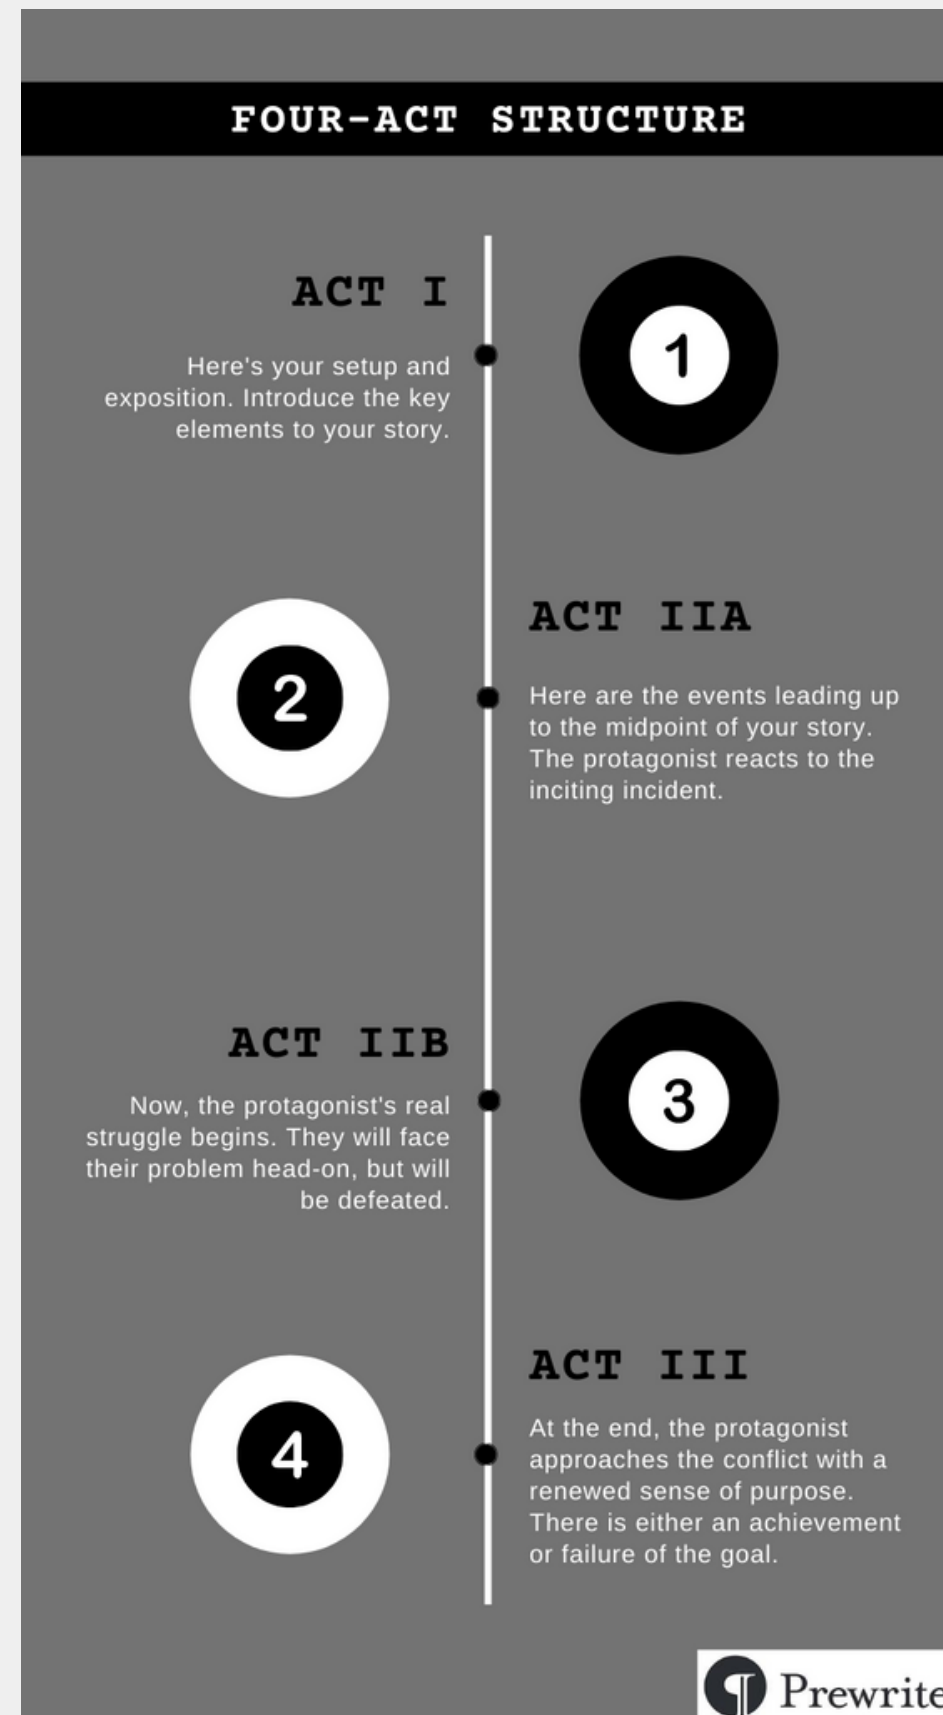 FOUR-ACT STRUCTURE
ACT I
Here's your setup and
exposition. Introduce the key
elements to your story.
1
2
ACT IIA
Here are the events leading up
to the midpoint of your story.
The protagonist reacts to the
inciting incident.
ACT IIB
Now, the protagonist's real
struggle begins. They will face
their problem head-on, but will
be defeated.
3
4
ACT III
At the end, the protagonist
approaches the conflict with a
renewed sense of purpose.
There is either an achievement
or failure of the goal.
¶ Prewrite